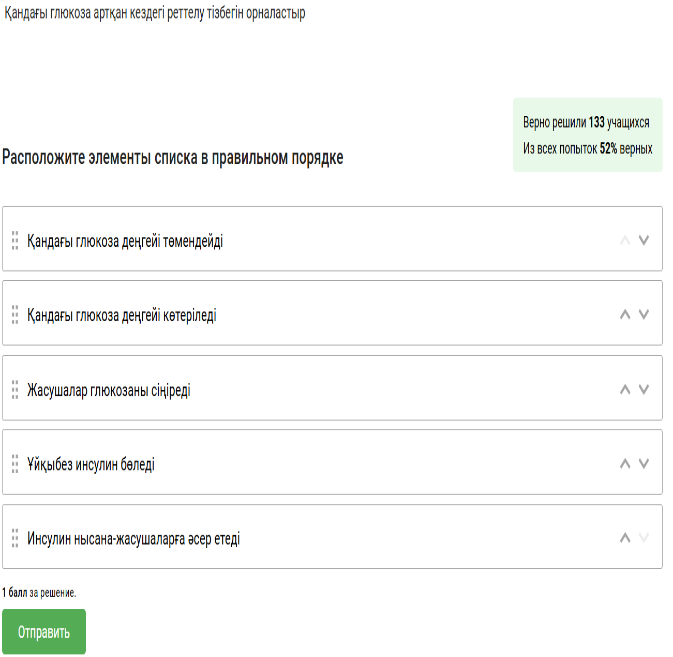 Қандағы глюкоза артқан кездегі реттелу тізбегін орналастыр
Верно решили 133 учащихся
Из всех попыток 52% верных
Расположите элементы списка в правильном порядке
Қандағы глюкоза деңгейі төмендейді
Қандағы глюкоза деңгейі көтеріледі
Жасушалар глюкозаны сіңіреді
Ұйқыбез инсулин бөледі
Инсулин нысана-жасушаларға әсер етеді
1 балл за решение.
Отправить